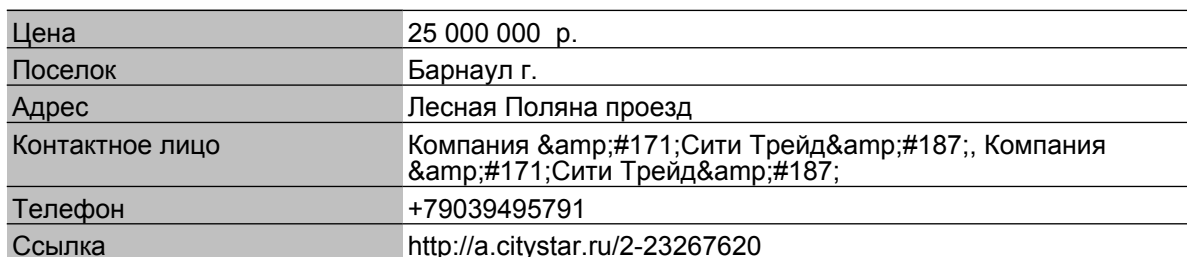 Цена 25 000 000 р.
Поселок Барнаул г.
Адрес Лесная Поляна проезд
Контактное лицо Компания &amp;#171;Сити Трейд&amp;#187;, Компания
&amp;#171;Сити Трейд&amp;#187;
Телефон +79039495791
Ссылка http://a.citystar.ru/2-23267620